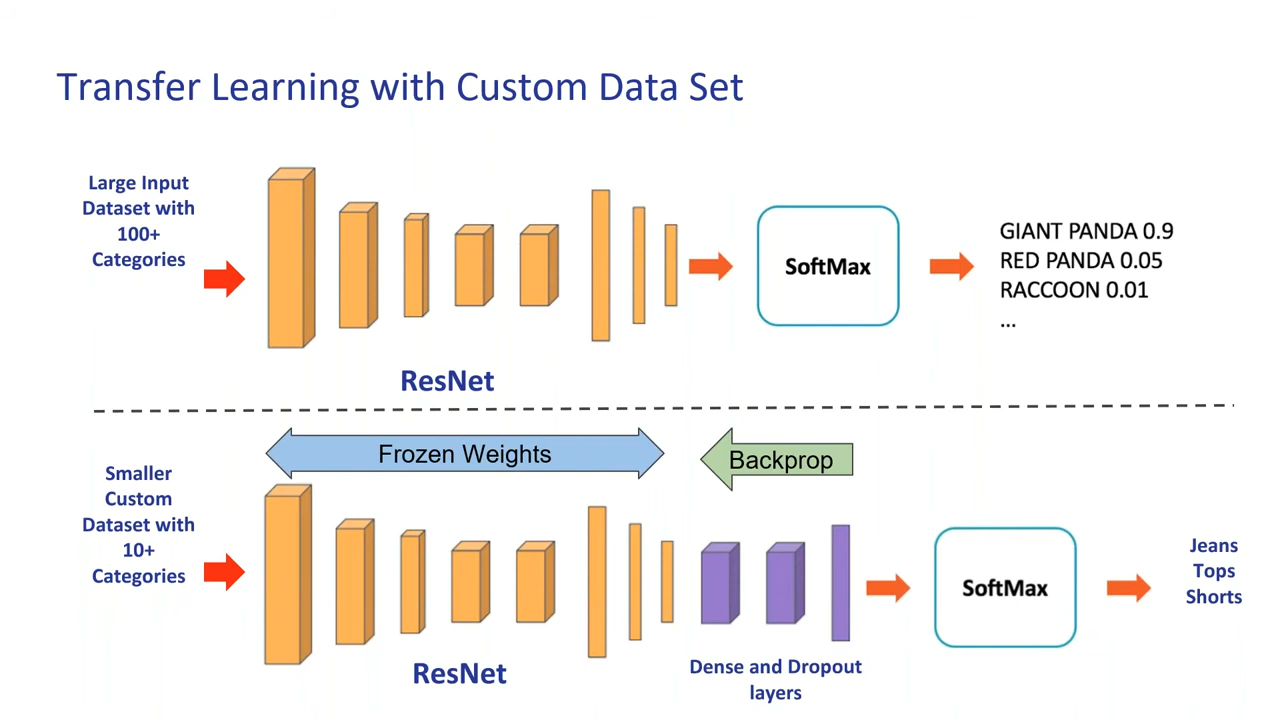 Transfer Learning with Custom Data Set
Large Input
Dataset with
100+
Categories
SoftMax
GIANT PANDA 0.9
RED PANDA 0.05
RACCOON 0.01
...
ResNet
Frozen Weights
Backprop
Smaller
Custom
Dataset with
10+
Categories
SoftMax
Jeans
Tops
Shorts
ResNet
Dense and Dropout
layers